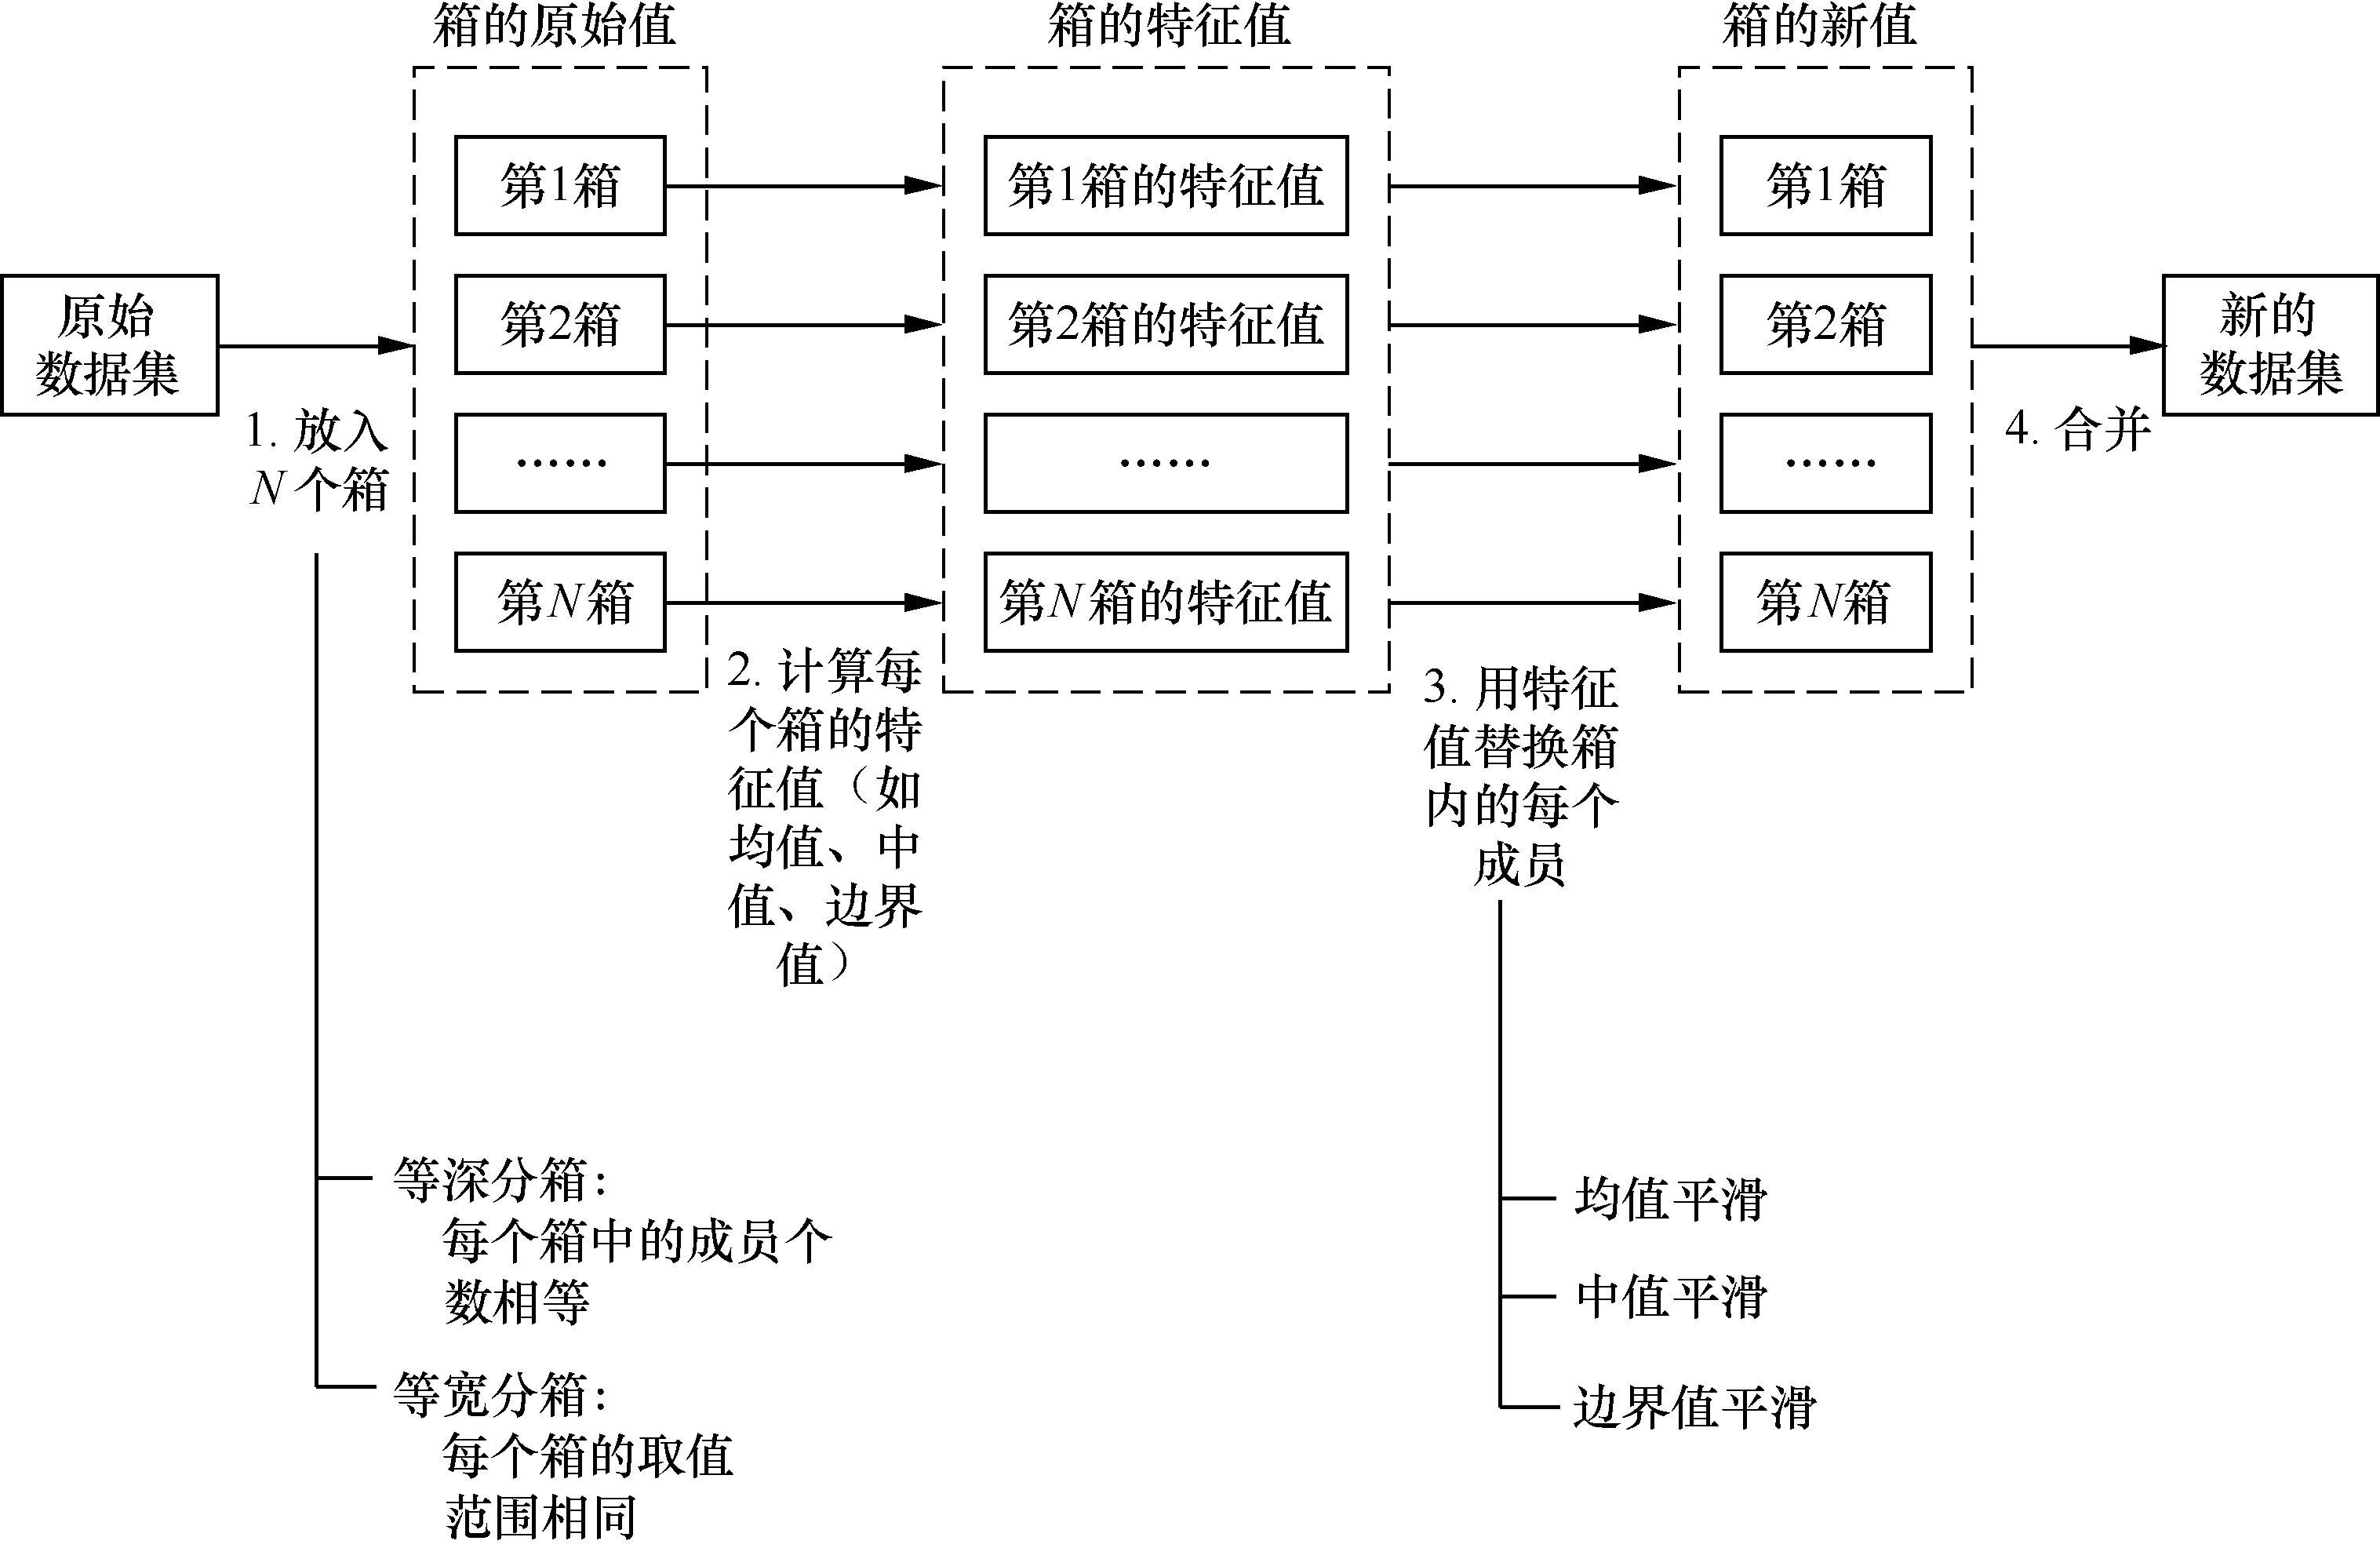 箱的原始值
箱的特征值
箱的新值
第1箱
第1箱的特征值
第1箱
原始
数据集
第2箱
第2箱的特征值
第2箱
新的
数据集
1. 放入
N个箱
……
……
……
4. 合并
第N箱
第N箱的特征值
第N箱
2. 计算每
个箱的特
征值（如
均值、中
值、边界
值）
3. 用特征
值替换箱
内的每个
成员
等深分箱：
每个箱中的成员个
数相等
等宽分箱：
每个箱的取值
范围相同
均值平滑
中值平滑
边界值平滑